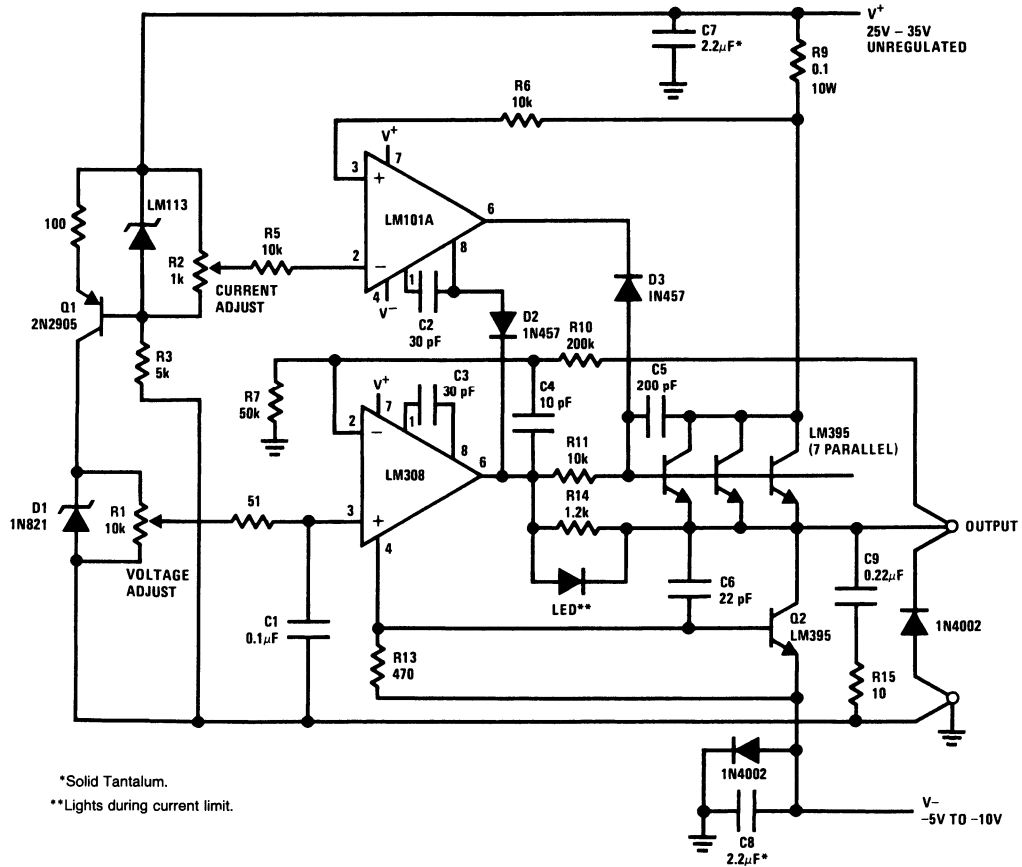 V+
25V – 35V
UNREGULATED
C7
2.2μF*
R9
0.1
10W
R6
10k
V+
7
3
+
LM101A
6
8
2
–
1
4
V–
C2
30 pF
100
LM113
R2
1k
CURRENT
ADJUST
R5
10k
Q1
2N2905
R3
5k
D3
IN457
D2
1N457
R10
200k
R7
50k
V+
7
C3
30 pF
1
2
–
8
LM308
6
3
+
4
C4
10 pF
C5
200 pF
R11
10k
R14
1.2k
LM395
(7 PARALLEL)
OUTPUT
D1
1N821
R1
10k
VOLTAGE
ADJUST
51
C1
0.1μF
LED**
C6
22 pF
Q2
LM395
C9
0.22μF
1N4002
R13
470
R15
10
1N4002
C8
2.2μF*
V–
–5V TO –10V
*Solid Tantalum.
**Lights during current limit.